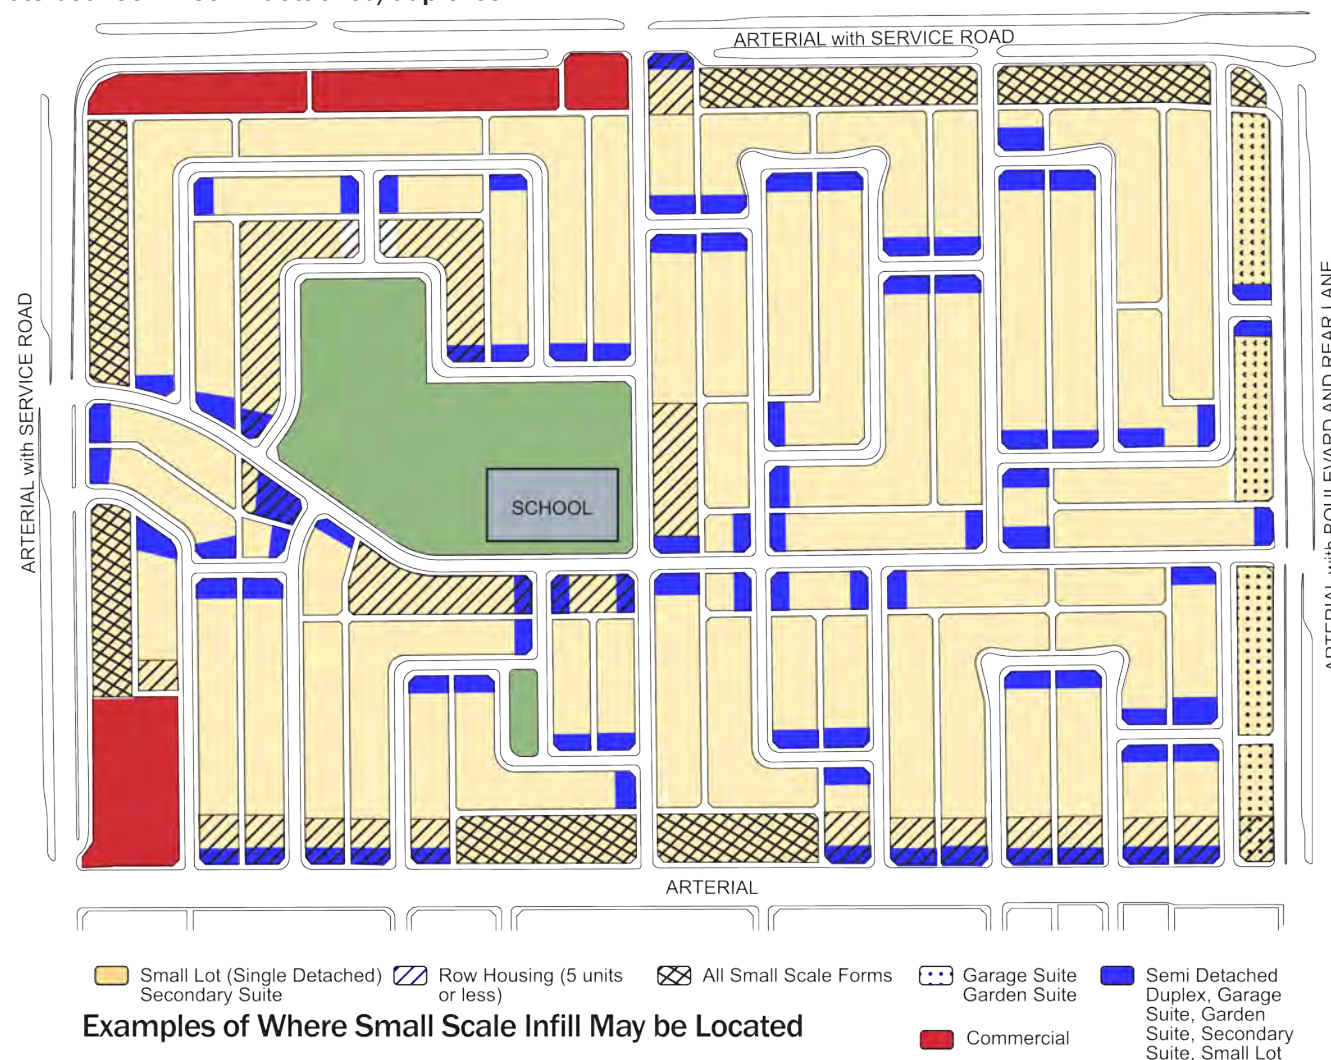 ARTERIAL with SERVICE ROAD
ARTERIAL with SERVICE ROAD
SCHOOL
ARTERIAL with BOULEVARD AND REAR LANE
ARTERIAL
Small Lot (Single Detached)
Secondary Suite
Row Housing (5 units
or less)
All Small Scale Forms
Garage Suite
Garden Suite
Semi Detached
Duplex, Garage
Suite, Garden
Suite, Secondary
Suite, Small Lot
Commercial
Examples of Where Small Scale Infill May be Located